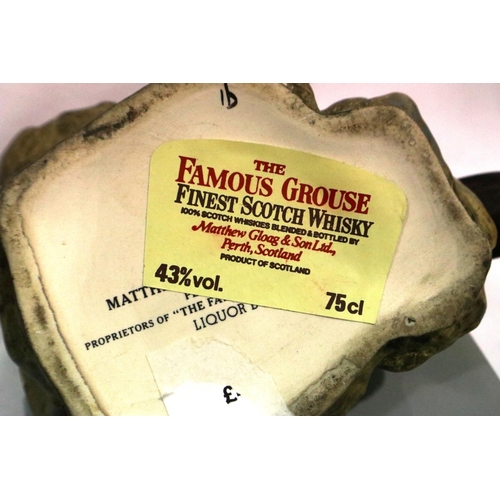 THE
FAMOUS GROUSE
FINEST SCOTCH WHISKY
100% SCOTCH WHISKIES BLENDED & BOTTLED BY
Matthew Gloag & Son Ltd.,
Perth, Scotland
PRODUCT OF SCOTLAND
43% vol. 75cl
MATTH
PROPRIETORS OF "THE FA
LIQUOR
£